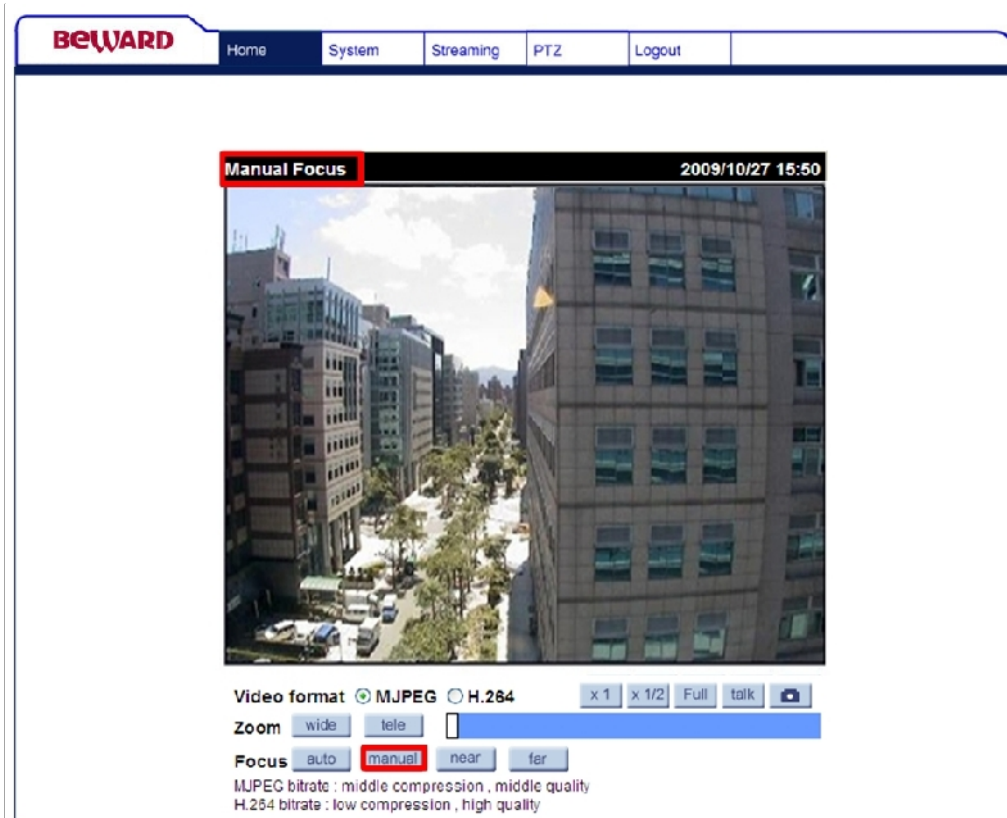 BEWARD
Home System Streaming PTZ Logout
Manual Focus 2009/10/27 15:50
Video format MJPEG H.264 x 1 x 1/2 Full talk
Zoom wide tele
Focus auto manual near far
MJPEG bitrate : middle compression , middle quality
H.264 bitrate : low compression , high quality